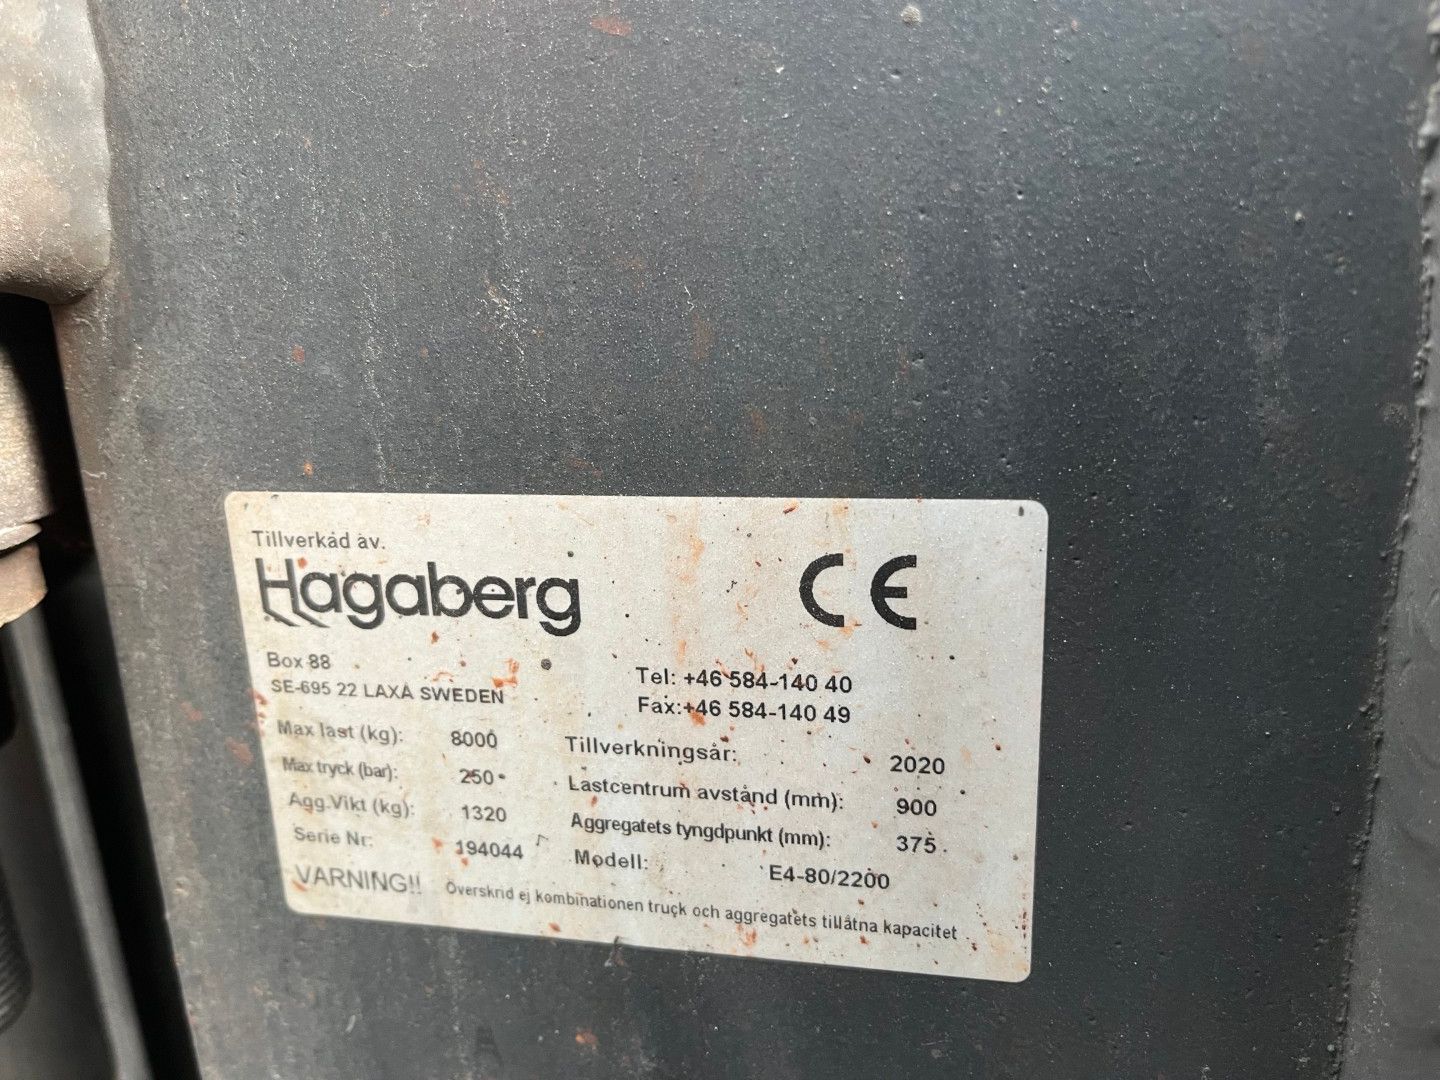 Tillverkad av.
Hagaberg
CE
Box 88
SE-695 22 LAXÅ SWEDEN
Tel: +46 584-140 40
Fax:+46 584-140 49
Max last (kg): 8000
Tillverkningsår: 2020
Max tryck (bar): 250
Lastcentrum avstånd (mm): 900
Agg.Vikt (kg): 1320
Aggregatets tyngdpunkt (mm): 375
Serie Nr: 194044
Modell: E4-80/2200
VARNING!! Överskrid ej kombinationen truck och aggregatets tillåtna kapacitet